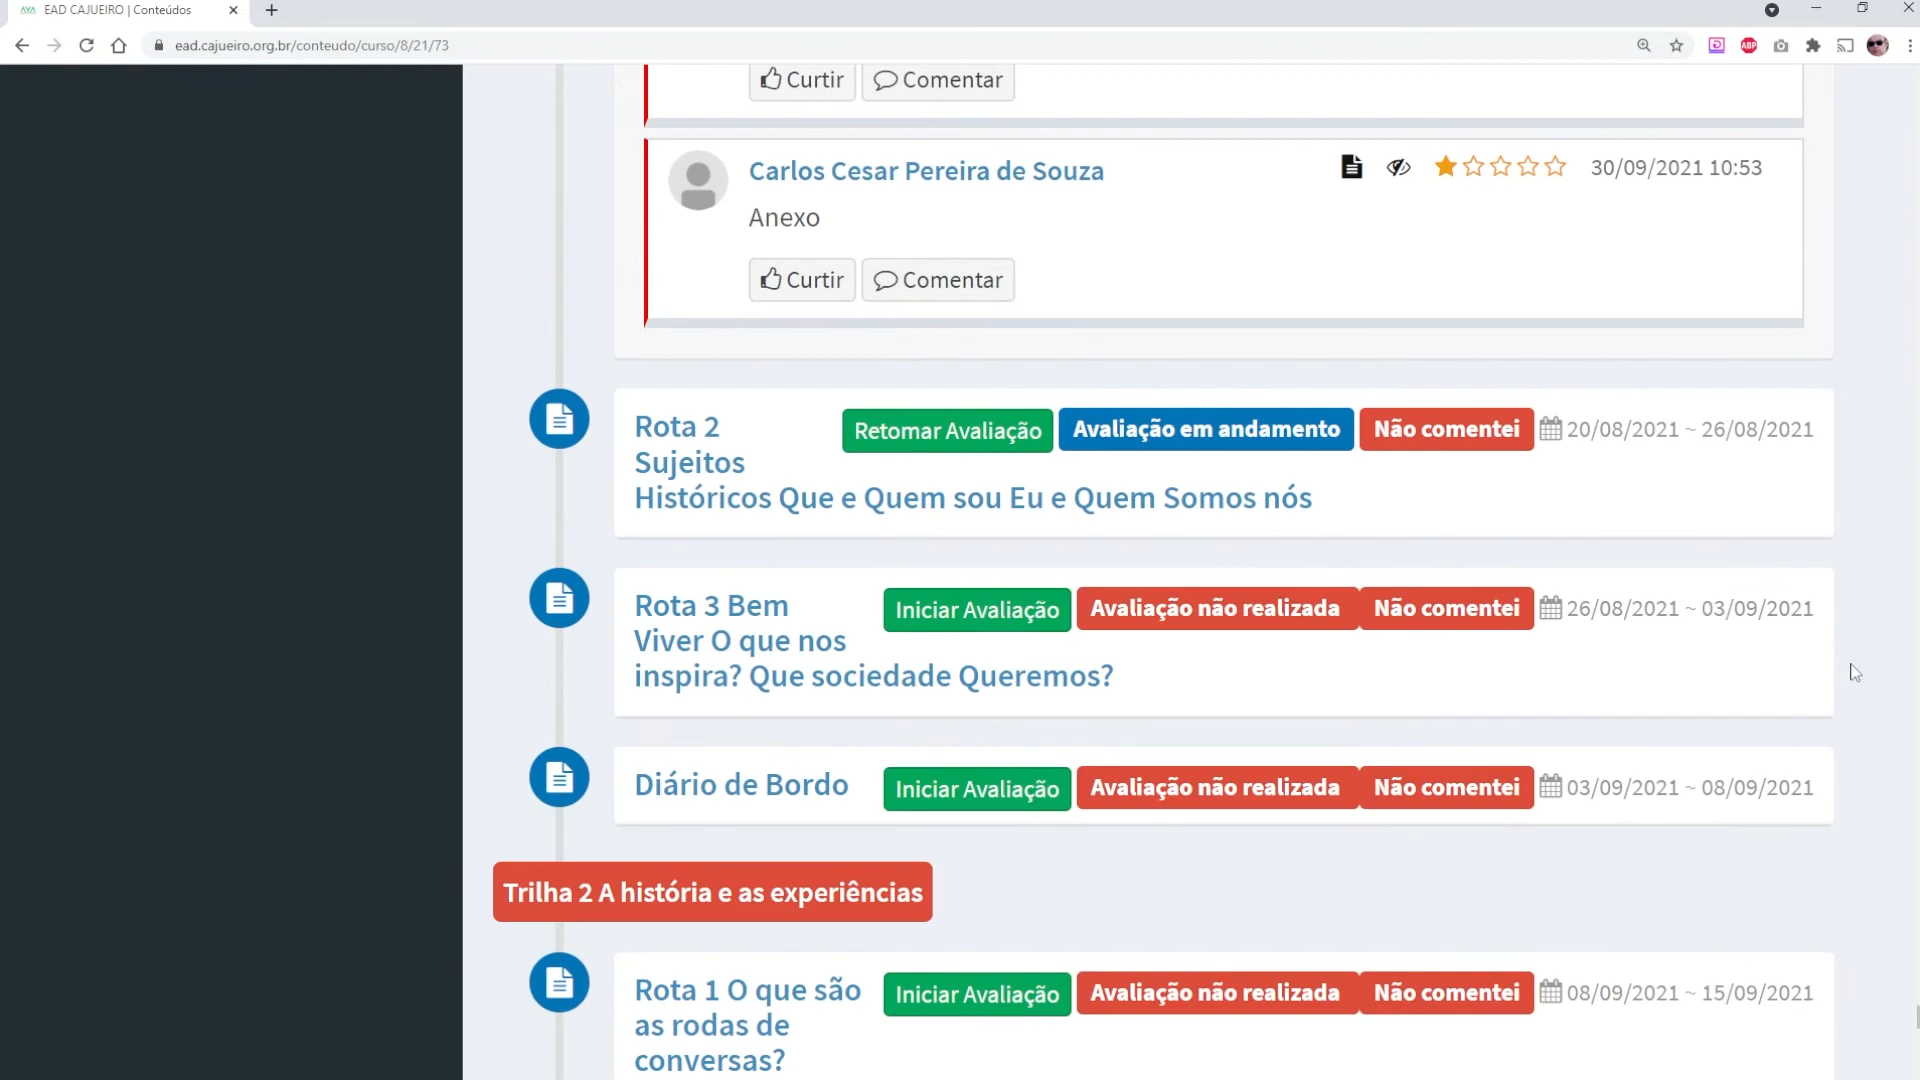 EAD CAJUEIRO | Conteúdos
ead.cajueiro.org.br/conteudo/curso/8/21/73
ABP
Curtir Comentar
Carlos Cesar Pereira de Souza 30/09/2021 10:53
Anexo
Curtir Comentar
Rota 2 Retomar Avaliação Avaliação em andamento Não comentei 20/08/2021 ~ 26/08/2021
Sujeitos
Históricos Que e Quem sou Eu e Quem Somos nós
Rota 3 Bem Iniciar Avaliação Avaliação não realizada Não comentei 26/08/2021 ~ 03/09/2021
Viver O que nos
inspira? Que sociedade Queremos?
Diário de Bordo Iniciar Avaliação Avaliação não realizada Não comentei 03/09/2021 ~ 08/09/2021
Trilha 2 A história e as experiências
Rota 1 O que são Iniciar Avaliação Avaliação não realizada Não comentei 08/09/2021 ~ 15/09/2021
as rodas de
conversas?